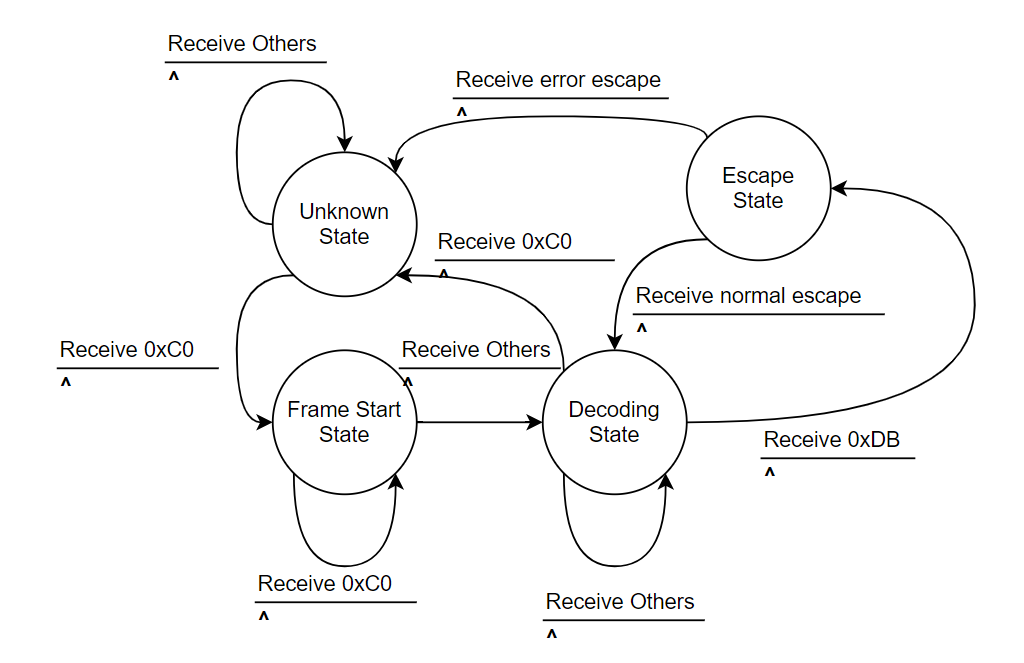 Receive Others
^
Receive error escape
^
Escape
State
Unknown
State
Receive 0xC0
^
Receive normal escape
^
Receive 0xC0
^
Receive Others
^
Frame Start
State
Decoding
State
Receive 0xDB
^
Receive 0xC0
^
Receive Others
^